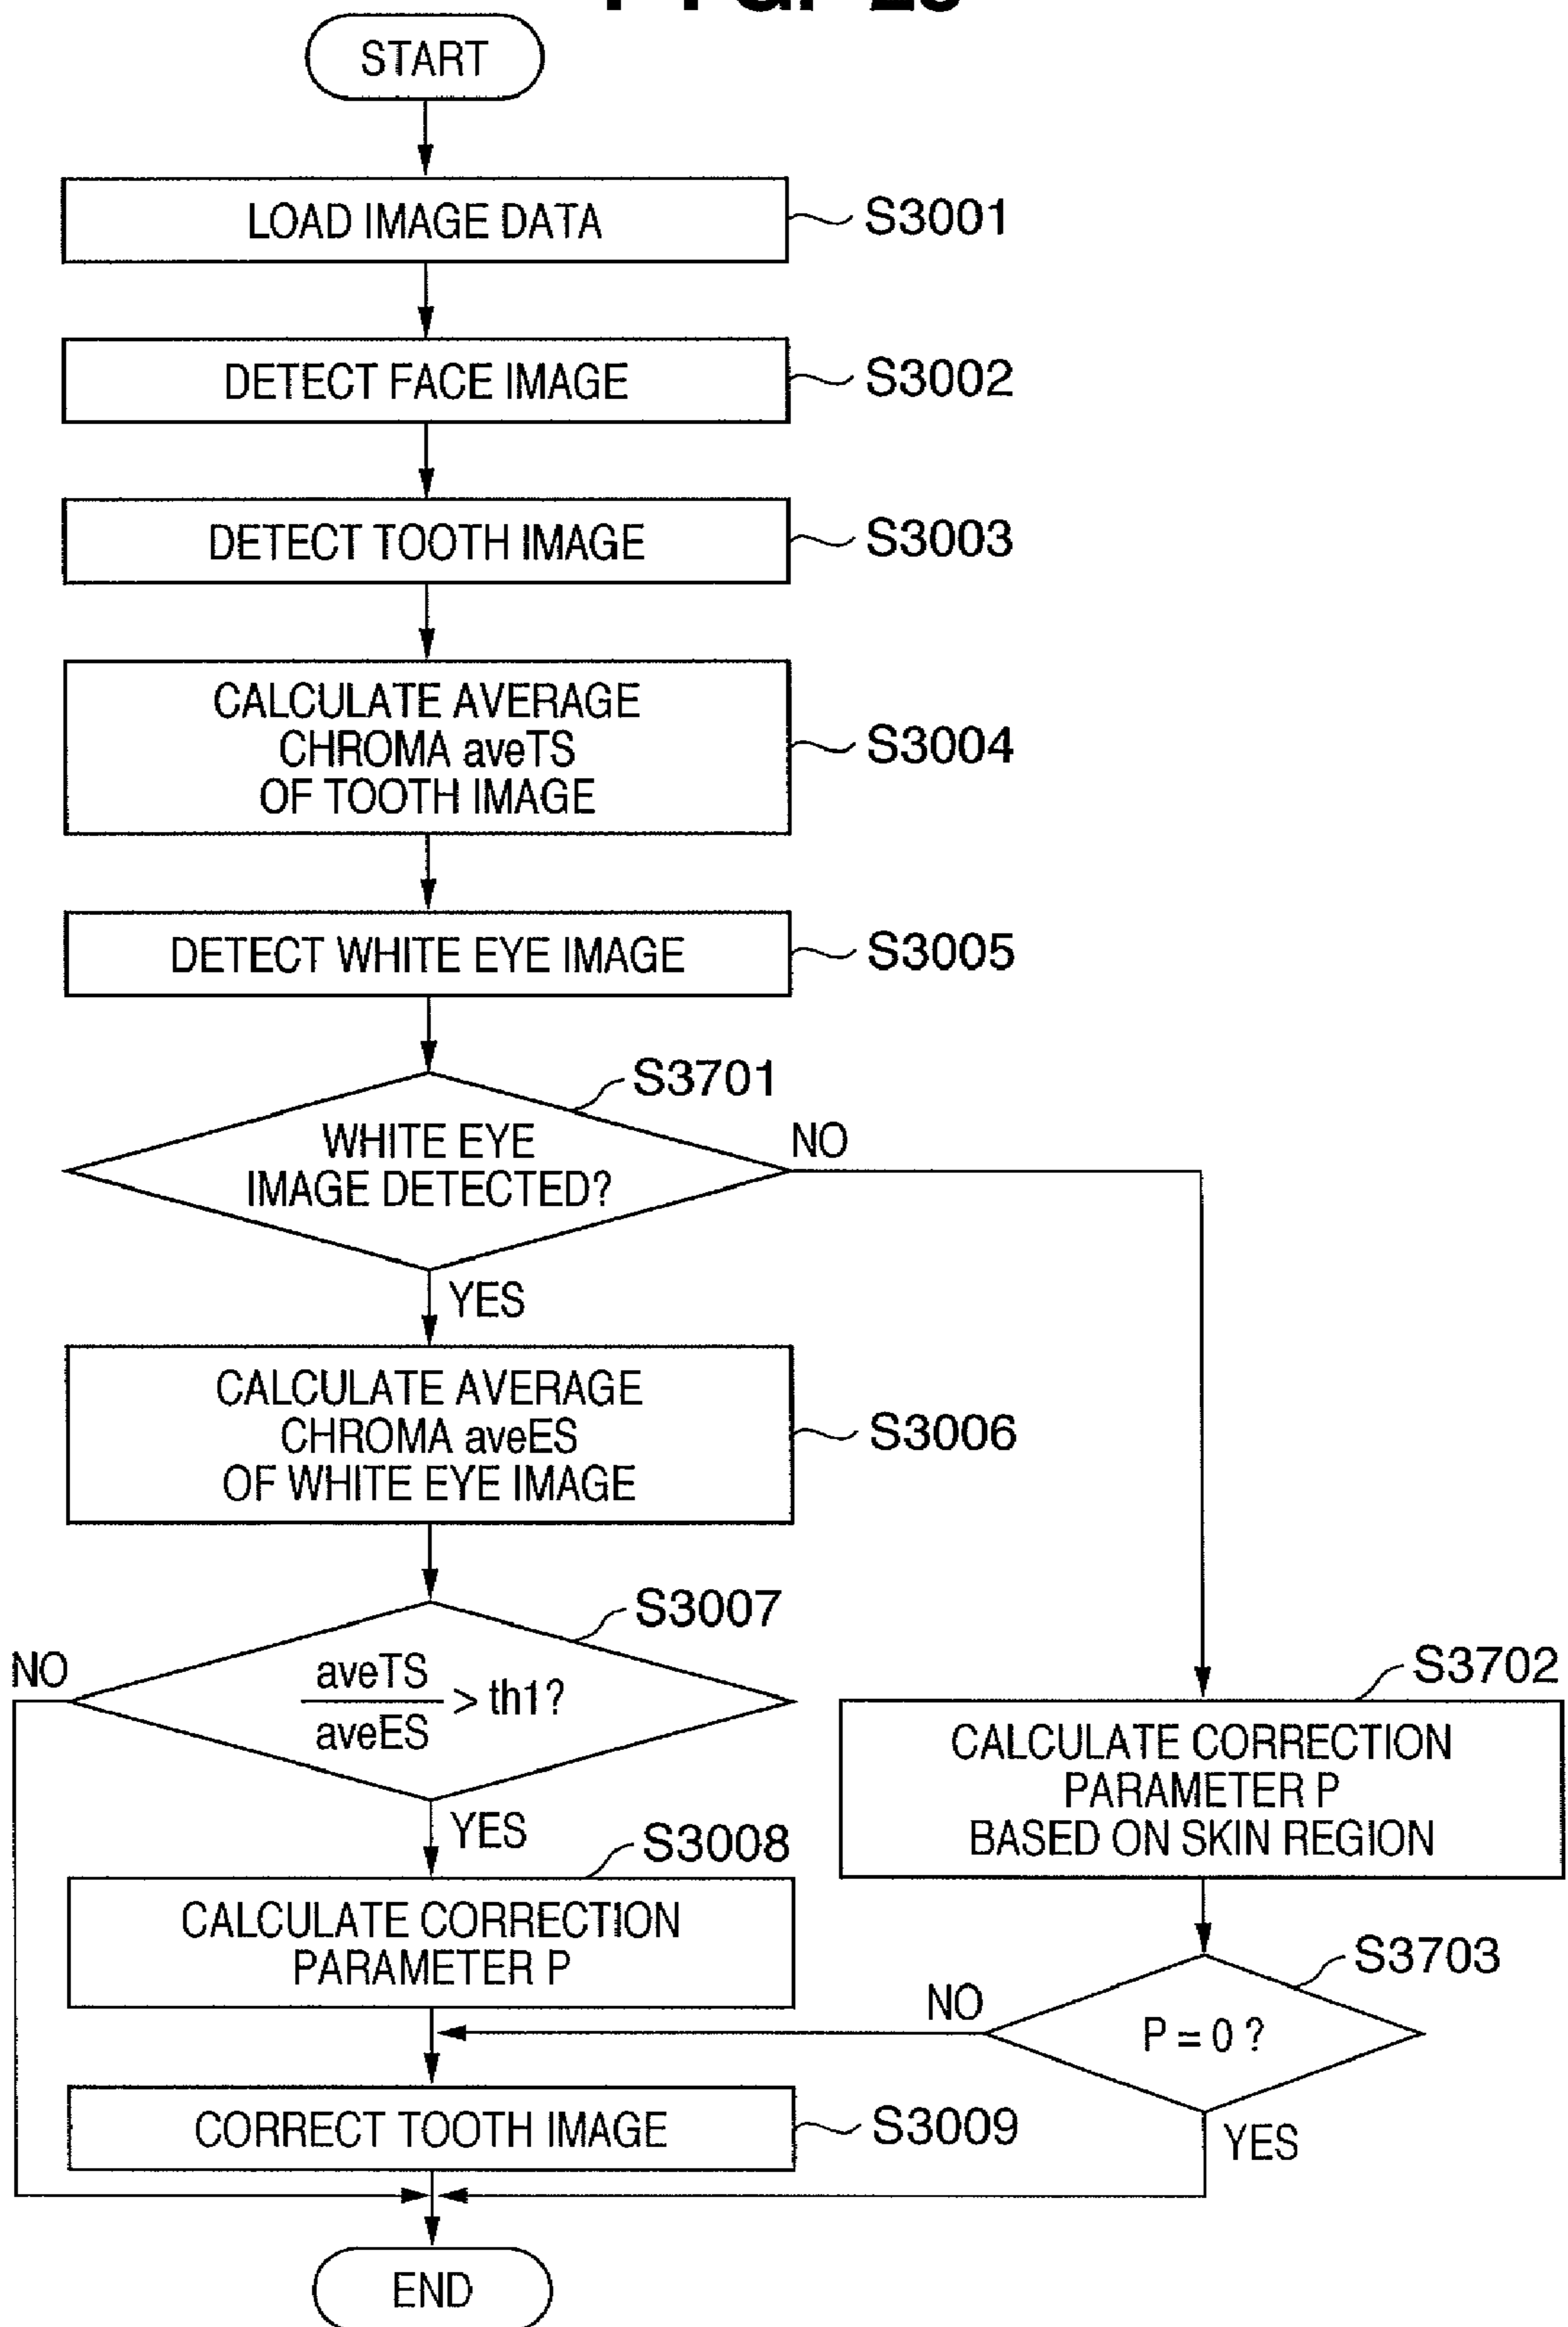 START
LOAD IMAGE DATA
S3001
DETECT FACE IMAGE
S3002
DETECT TOOTH IMAGE
S3003
CALCULATE AVERAGE
CHROMA aveTS
OF TOOTH IMAGE
S3004
DETECT WHITE EYE IMAGE
S3005
S3701
WHITE EYE
IMAGE DETECTED?
NO
YES
CALCULATE AVERAGE
CHROMA aveES
OF WHITE EYE IMAGE
S3006
S3007
NO
aveTS
aveES
> th1?
YES
S3008
CALCULATE CORRECTION
PARAMETER P
S3702
CALCULATE CORRECTION
PARAMETER P
BASED ON SKIN REGION
S3703
NO
P = 0 ?
YES
CORRECT TOOTH IMAGE
S3009
END